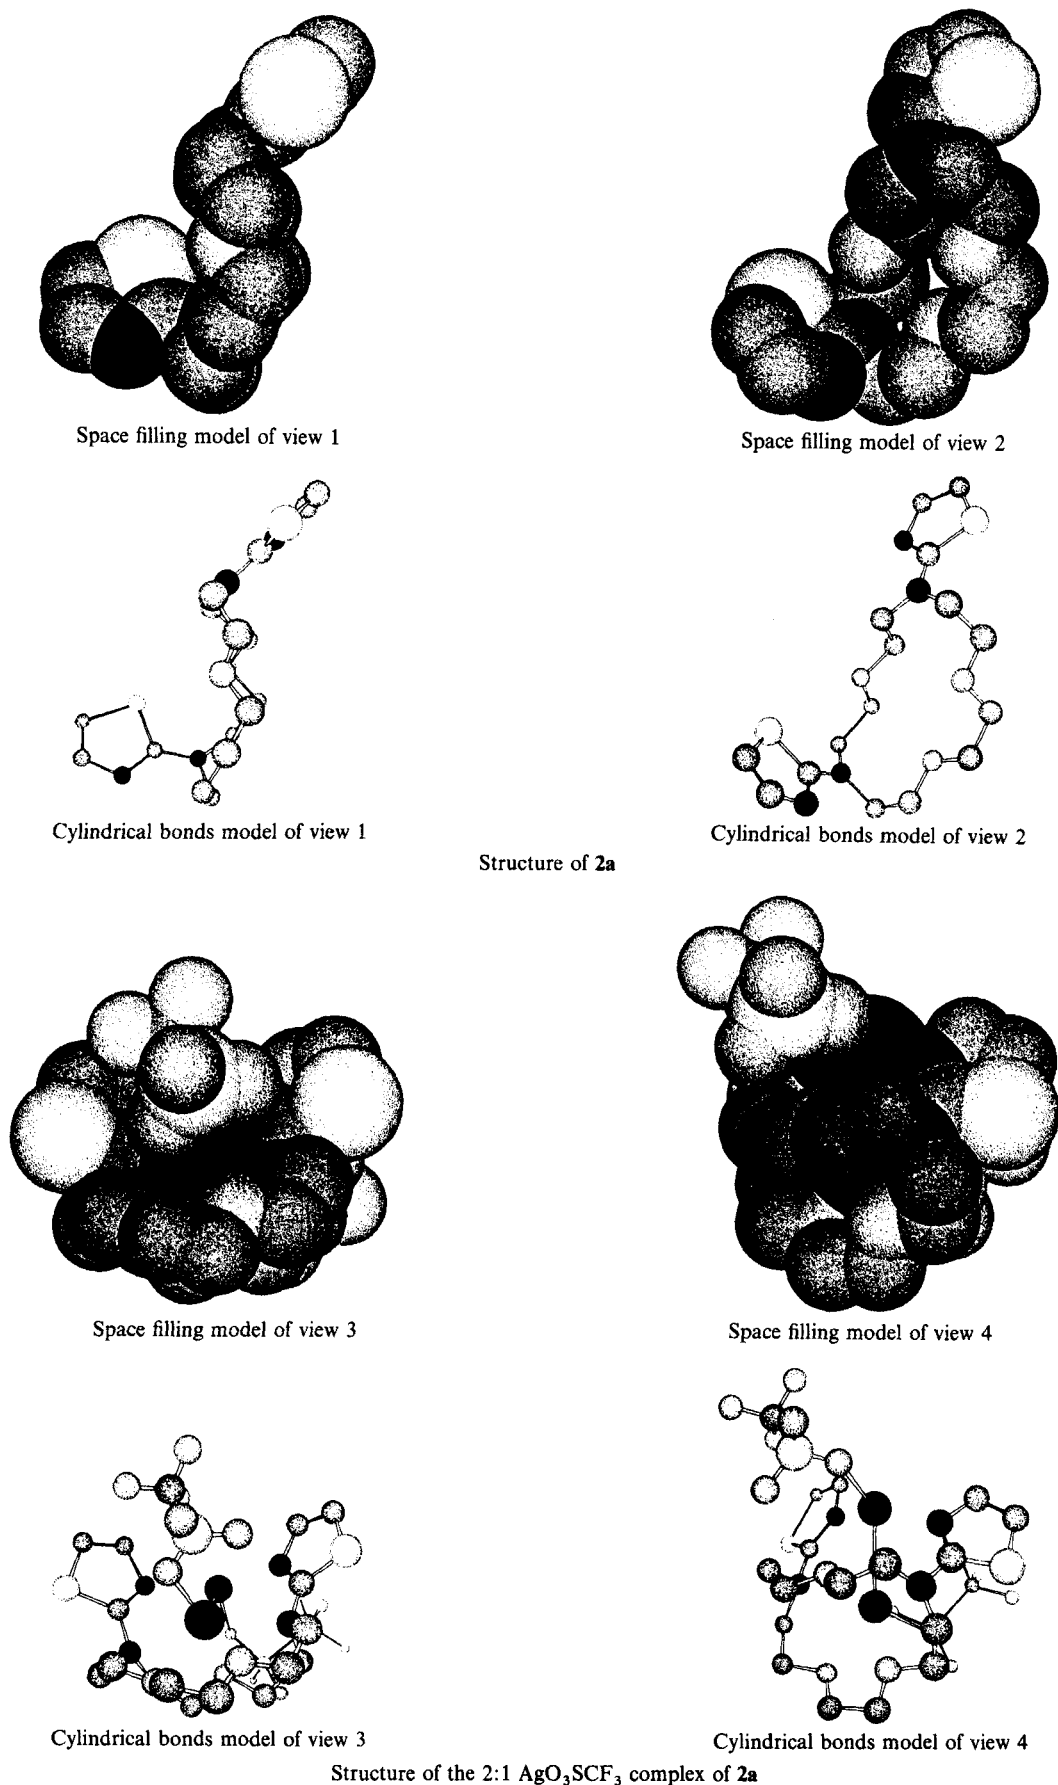 Space filling model of view 1
Space filling model of view 2
Cylindrical bonds model of view 1
Cylindrical bonds model of view 2
Structure of 2a
Space filling model of view 3
Space filling model of view 4
Cylindrical bonds model of view 3
Cylindrical bonds model of view 4
Structure of the 2:1 AgO₃SCF₃ complex of 2a